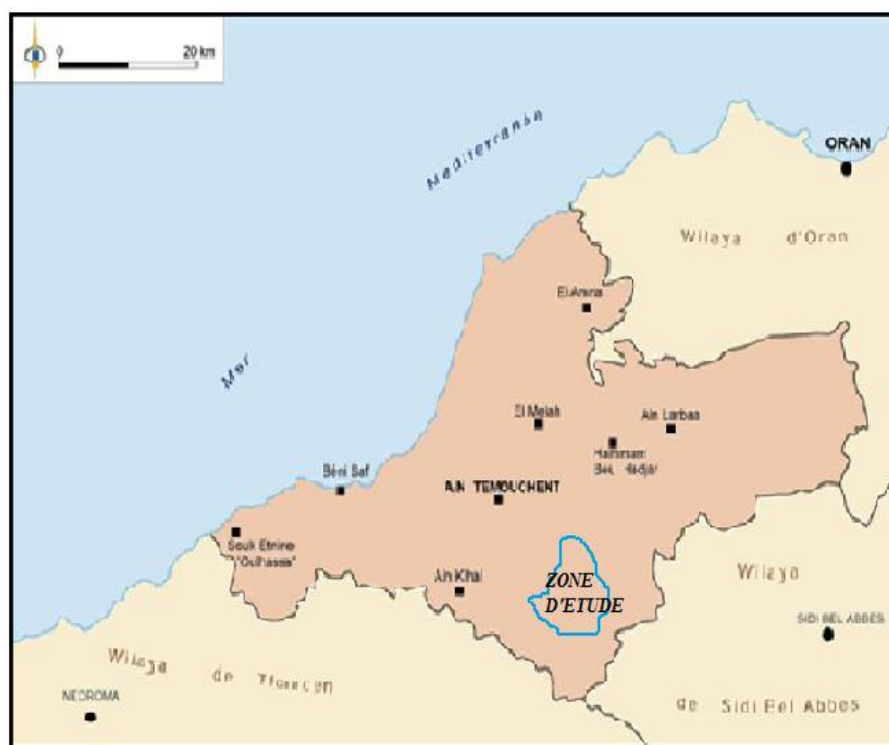 0 20 km
Mer Mediterranée
ORAN
Wilaya d'Oran
El Amria
El Melah
Ain Larbaa
Hammam
Bou Hadjar
Béni Saf
AIN TEMOUCHENT
Souk Etnine
"Oulhassa"
Ain Kihal
ZONE
D'ETUDE
Wilaya
de Sidi Bel Abbes
SIDI BEL ABBES
Wilaya de Tlemcen
NEDROMA